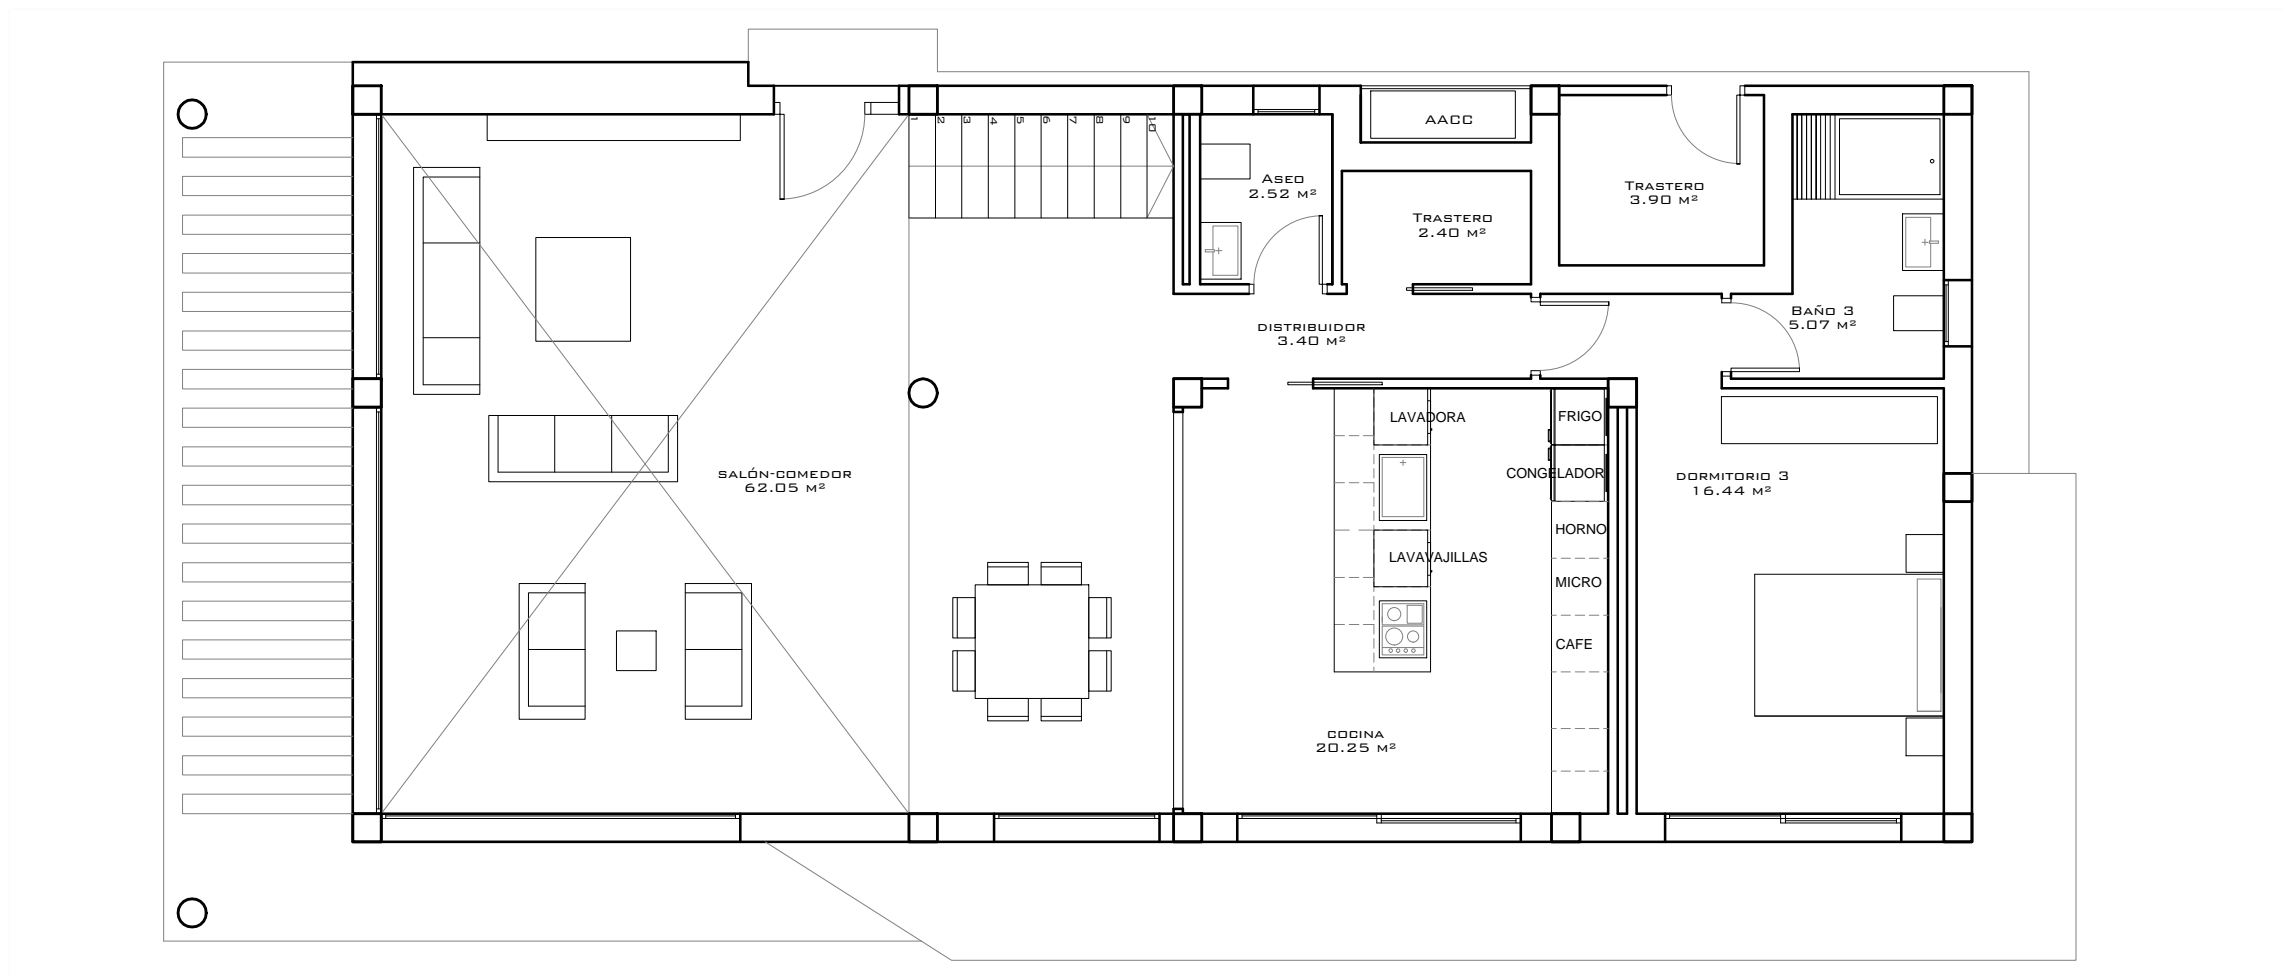 1 2 3 4 5 6 7 8 9 10
AACC
Aseo
2.52 m²
Trastero
2.40 m²
Trastero
3.90 m²
Baño 3
5.07 m²
distribuidor
3.40 m²
salón-comedor
62.05 m²
LAVADORA
FRIGO
CONGELADOR
HORNO
LAVAVAJILLAS
MICRO
CAFE
cocina
20.25 m²
dormitorio 3
16.44 m²